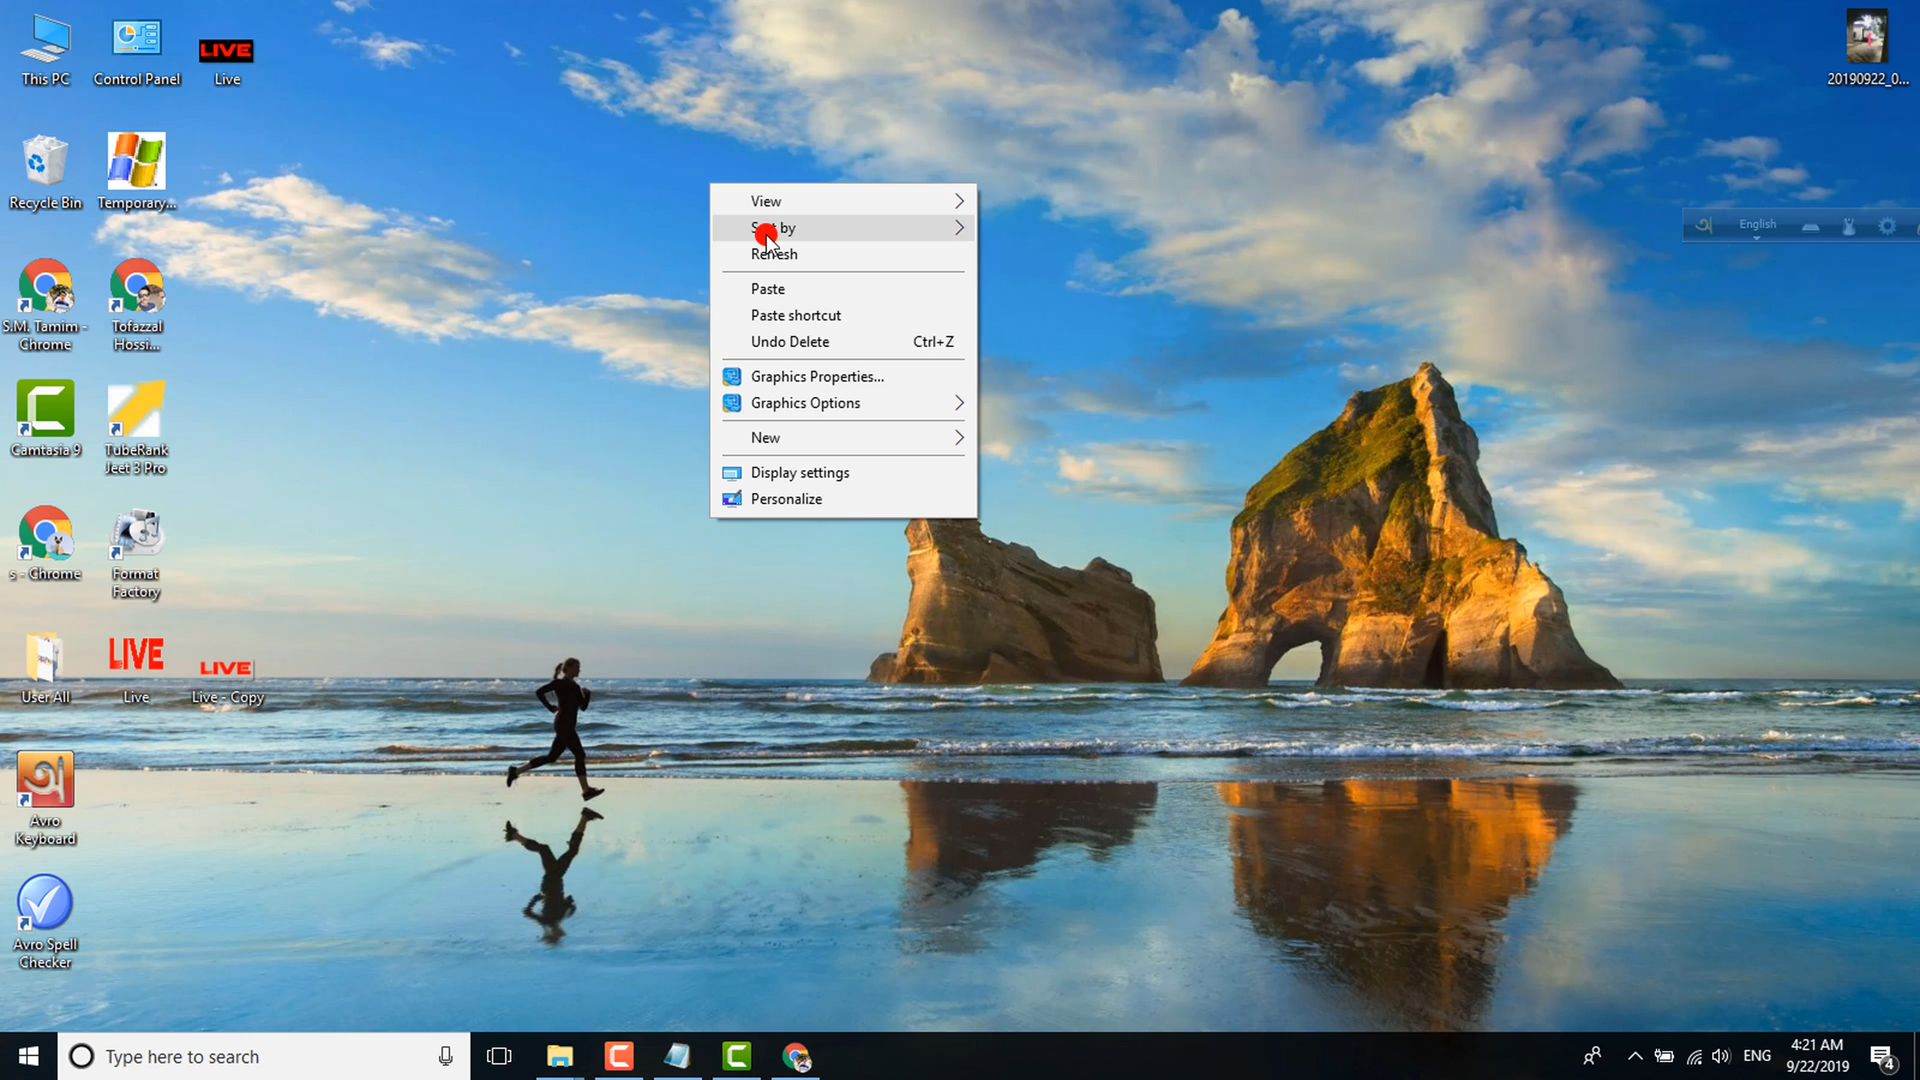 This PC
Control Panel
LIVE
Live
20190922_0...
Recycle Bin
Temporary...
S.M. Tamim -
Chrome
Tofazzal
Hossi...
Camtasia 9
TubeRank
Jeet 3 Pro
s - Chrome
Format
Factory
User All
LIVE
Live
LIVE
Live - Copy
Avro
Keyboard
Avro Spell
Checker
View
Refresh
Paste
Paste shortcut
Undo Delete Ctrl+Z
Graphics Properties...
Graphics Options
New
Display settings
Personalize
English
Type here to search
ENG
4:21 AM
9/22/2019
4